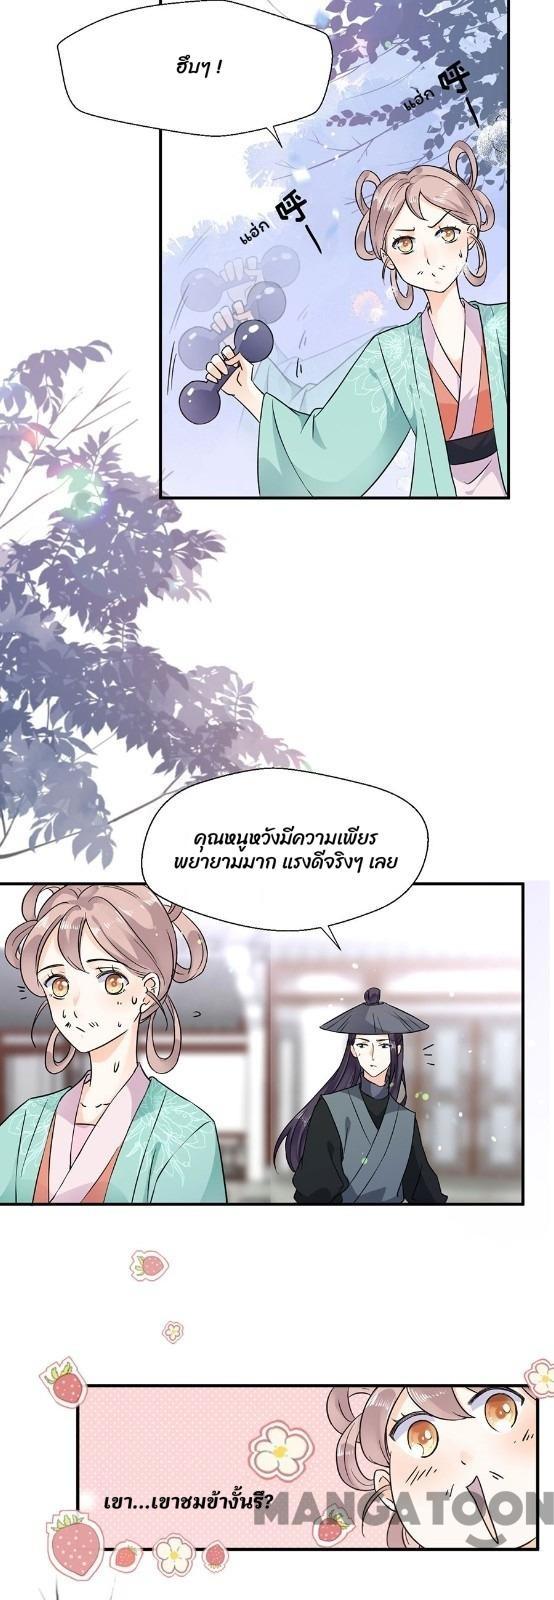 ฮึบๆ !
แฮ่ก
呼
แฮ่ก
呼
คุณหนูหวังมีความเพียร
พยายามมาก แรงดีจริงๆ เลย
เขา...เขาชมข้างั้นรึ?
MANGATOON